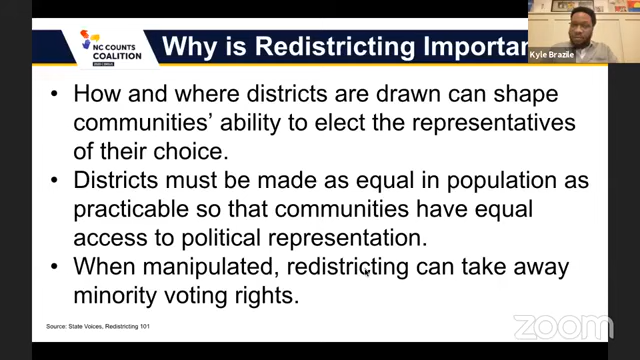 NC COUNTS
COALITION
Why is Redistricting Importan
Kyle Brazile
• How and where districts are drawn can shape
communities' ability to elect the representatives
of their choice.
• Districts must be made as equal in population as
practicable so that communities have equal
access to political representation.
• When manipulated, redistricting can take away
minority voting rights.
Source: State Voices, Redistricting 101
zoom